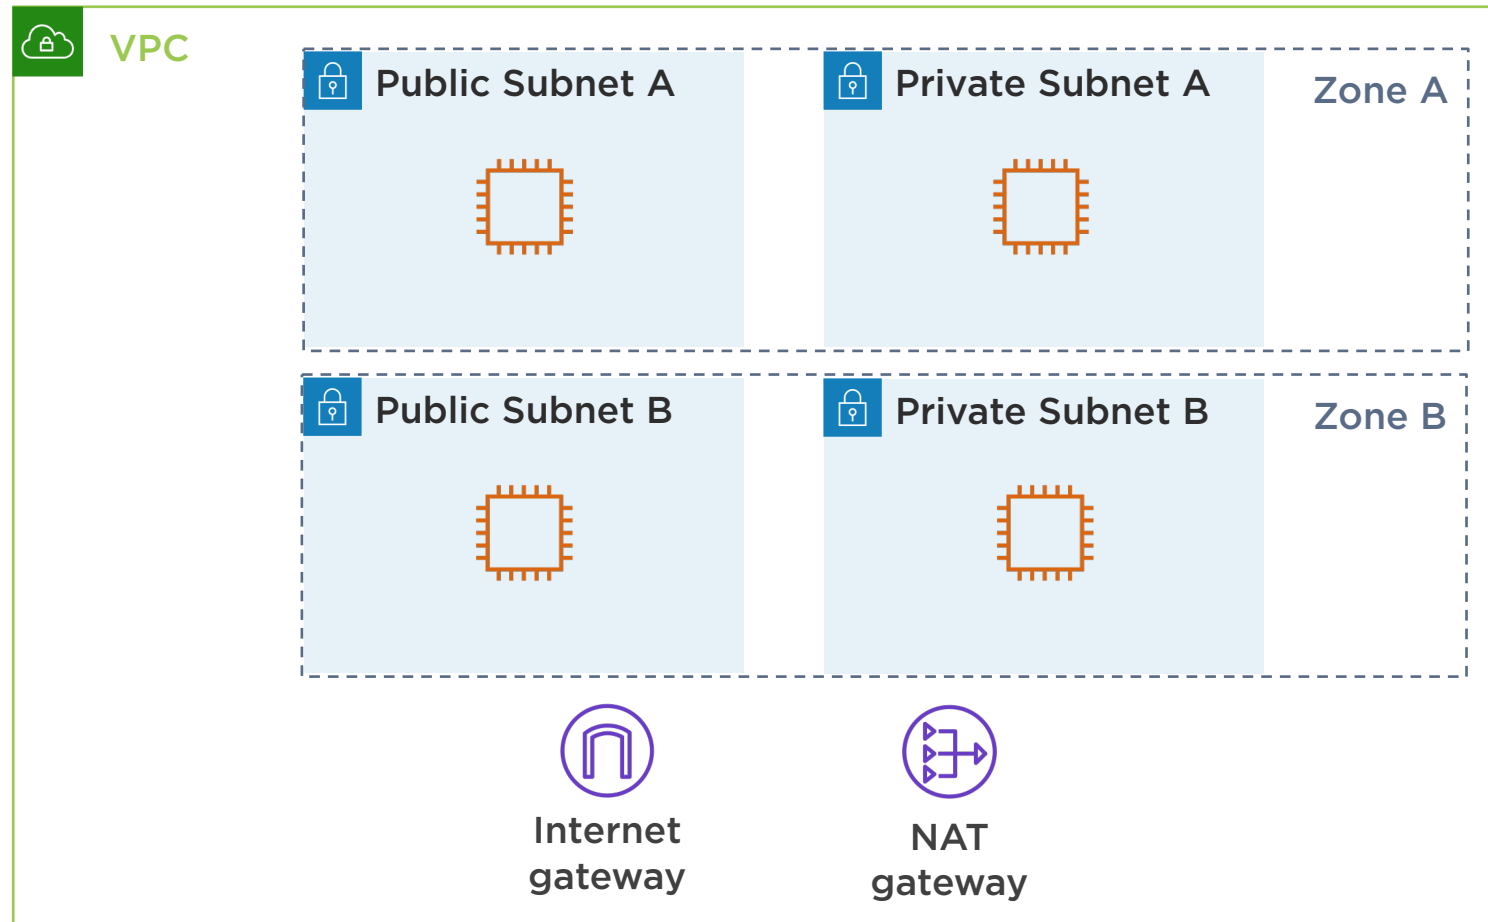 VPC
Public Subnet A
Private Subnet A
Zone A
Public Subnet B
Private Subnet B
Zone B
Internet
gateway
NAT
gateway